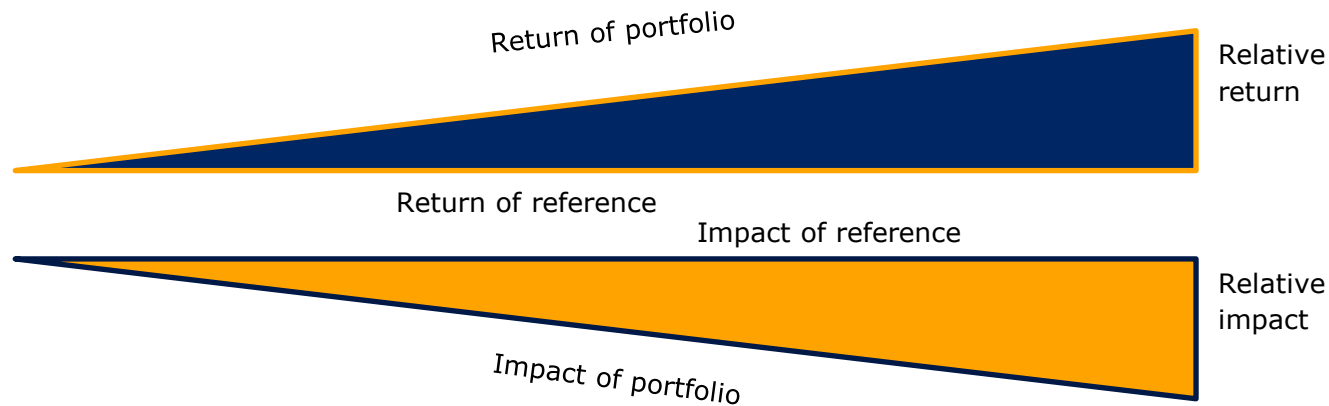 Return of portfolio
Relative
return
Return of reference
Impact of reference
Relative
impact
Impact of portfolio